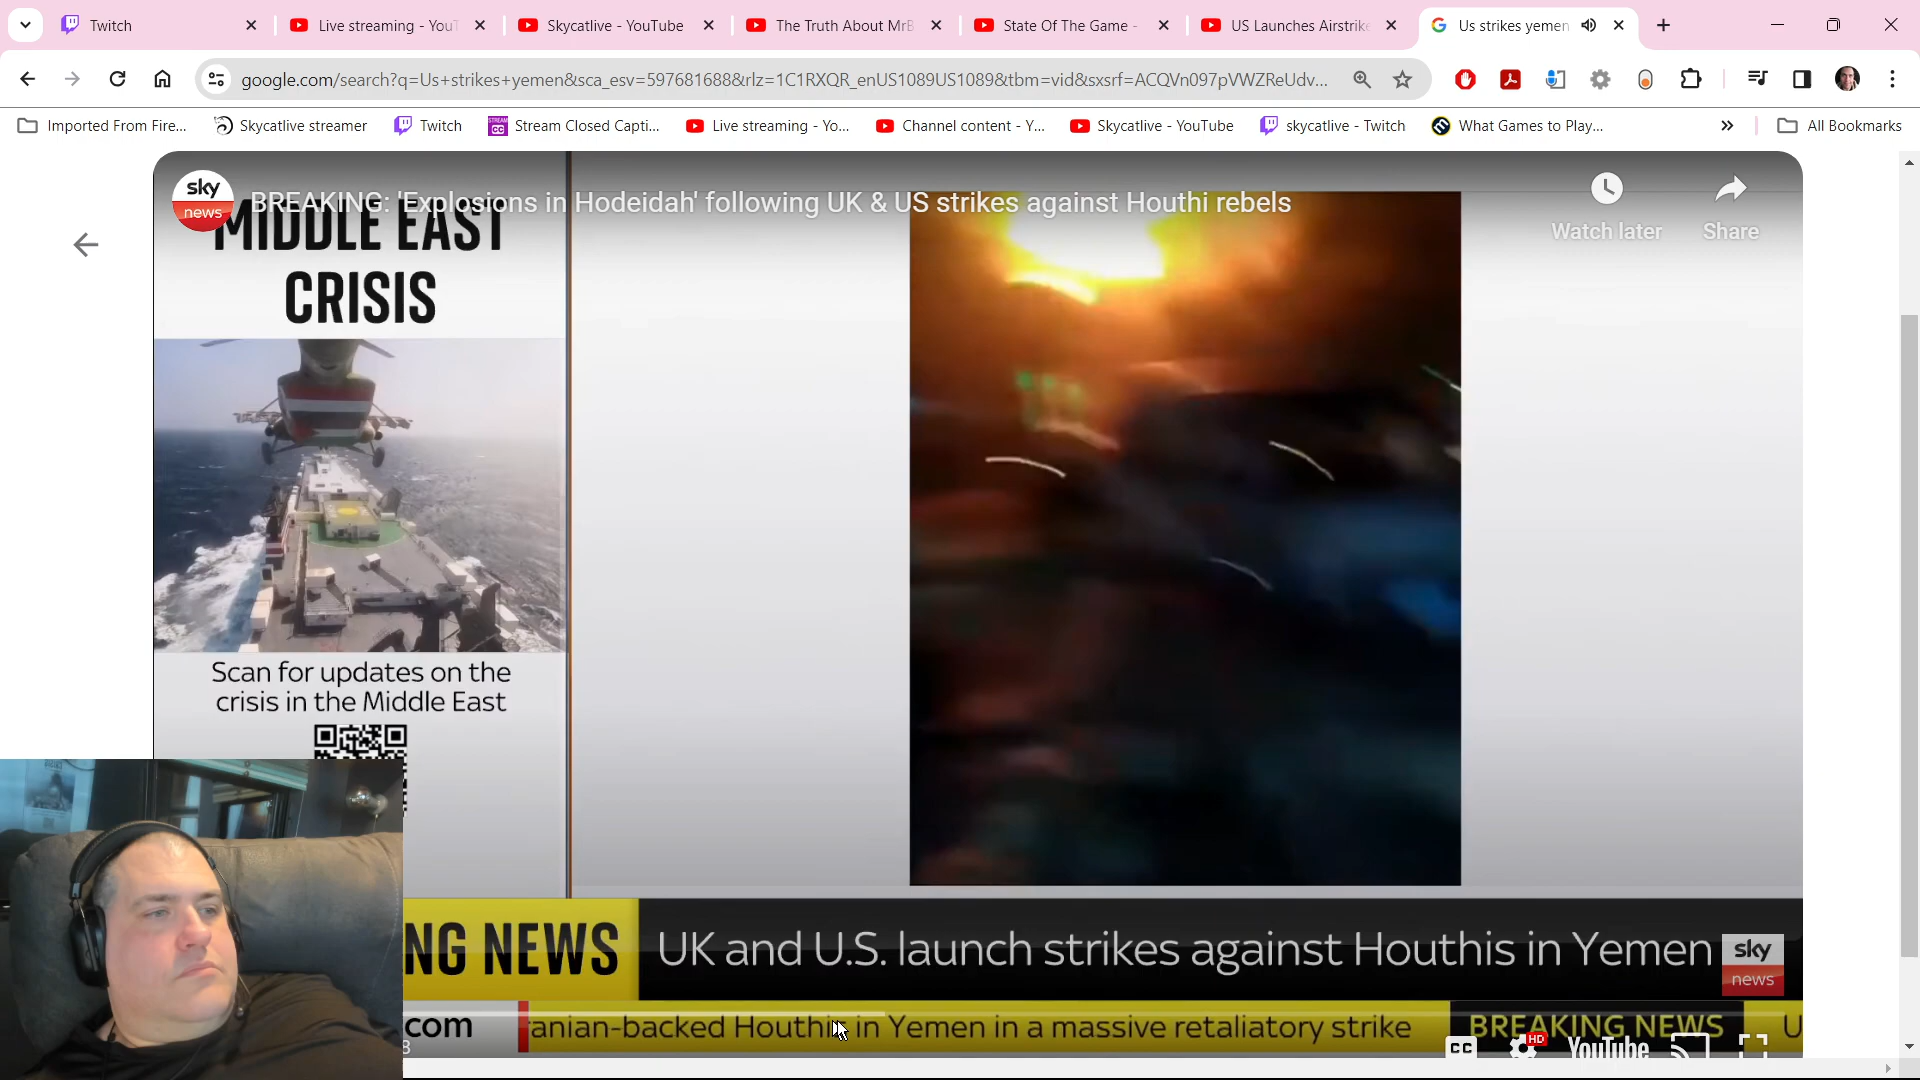 Twitch
Live streaming - YouT
Skycatlive - YouTube
The Truth About MrB
State Of The Game -
US Launches Airstrike
Us strikes yemen
google.com/search?q=Us+strikes+yemen&sca_esv=597681688&rlz=1C1RXQR_enUS1089US1089&tbm=vid&sxsrf=ACQVn097pVWZReUdv...
Imported From Fire...
Skycatlive streamer
Twitch
Stream Closed Capti...
Live streaming - Yo...
Channel content - Y...
Skycatlive - YouTube
skycatlive - Twitch
What Games to Play...
All Bookmarks
sky
news
BREAKING: 'Explosions in Hodeidah' following UK & US strikes against Houthi rebels
Watch later
Share
MIDDLE EAST
CRISIS
Scan for updates on the
crisis in the Middle East
NG NEWS
UK and U.S. launch strikes against Houthis in Yemen
sky
news
.com
anian-backed Houthis in Yemen in a massive retaliatory strike
BREAKING NEWS
U
8
CC
HD
YouTube